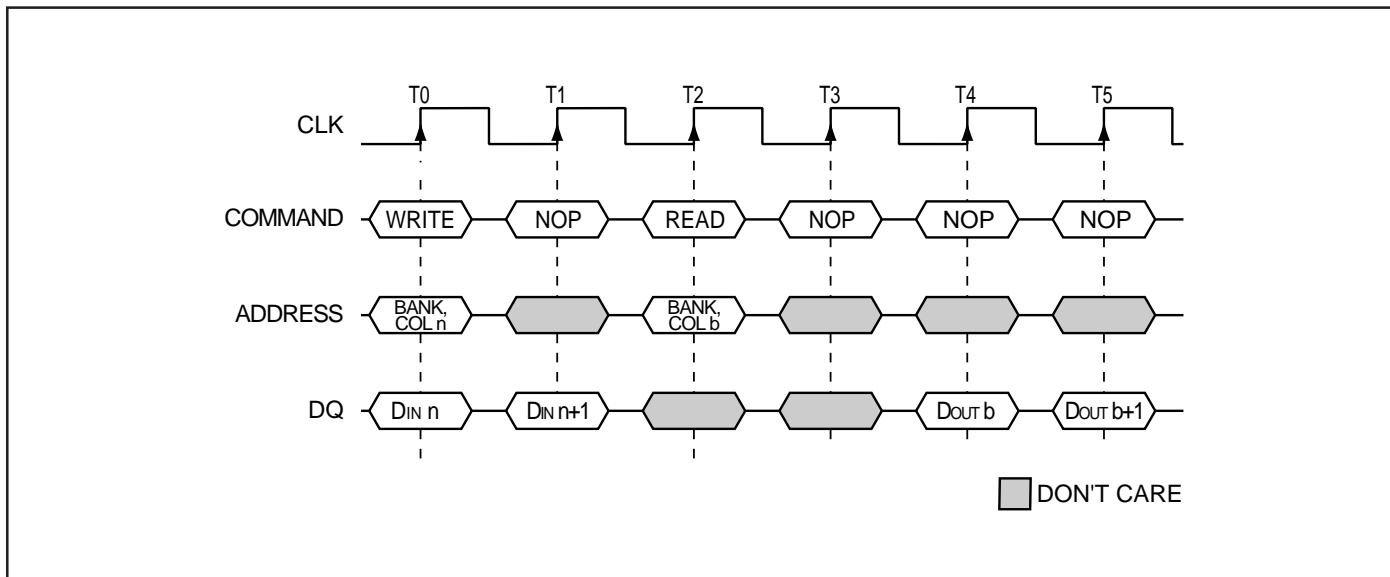 T0 T1 T2 T3 T4 T5
CLK
COMMAND WRITE NOP READ NOP NOP NOP
ADDRESS BANK, COL n BANK, COL b
DQ DIN n DIN n+1 DOUT b DOUT b+1
DON'T CARE